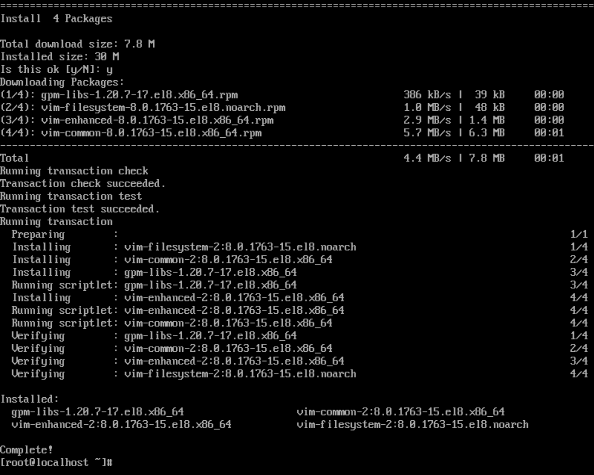 ================================================================================
Install  4 Packages
Total download size: 7.8 M
Installed size: 30 M
Is this ok [y/N]: y
Downloading Packages:
(1/4): gpm-libs-1.20.7-17.el8.x86_64.rpm 386 kB/s | 39 kB 00:00
(2/4): vim-filesystem-8.0.1763-15.el8.noarch.rpm 1.0 MB/s | 48 kB 00:00
(3/4): vim-enhanced-8.0.1763-15.el8.x86_64.rpm 2.9 MB/s | 1.4 MB 00:00
(4/4): vim-common-8.0.1763-15.el8.x86_64.rpm 5.7 MB/s | 6.3 MB 00:01
--------------------------------------------------------------------------------
Total 4.4 MB/s | 7.8 MB 00:01
Running transaction check
Transaction check succeeded.
Running transaction test
Transaction test succeeded.
Running transaction
Preparing : 1/1
Installing : vim-filesystem-2:8.0.1763-15.el8.noarch 1/4
Installing : vim-common-2:8.0.1763-15.el8.x86_64 2/4
Installing : gpm-libs-1.20.7-17.el8.x86_64 3/4
Running scriptlet: gpm-libs-1.20.7-17.el8.x86_64 3/4
Installing : vim-enhanced-2:8.0.1763-15.el8.x86_64 4/4
Running scriptlet: vim-enhanced-2:8.0.1763-15.el8.x86_64 4/4
Running scriptlet: vim-common-2:8.0.1763-15.el8.x86_64 4/4
Verifying : gpm-libs-1.20.7-17.el8.x86_64 1/4
Verifying : vim-common-2:8.0.1763-15.el8.x86_64 2/4
Verifying : vim-enhanced-2:8.0.1763-15.el8.x86_64 3/4
Verifying : vim-filesystem-2:8.0.1763-15.el8.noarch 4/4
Installed:
gpm-libs-1.20.7-17.el8.x86_64 vim-common-2:8.0.1763-15.el8.x86_64
vim-enhanced-2:8.0.1763-15.el8.x86_64 vim-filesystem-2:8.0.1763-15.el8.noarch
Complete!
[root@localhost ~]#